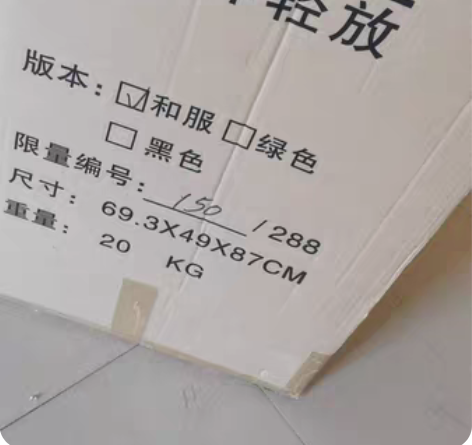 轻放
版本：☑和服 □绿色
□黑色
限量编号：150/288
尺寸：69.3X49X87CM
重量：20 KG